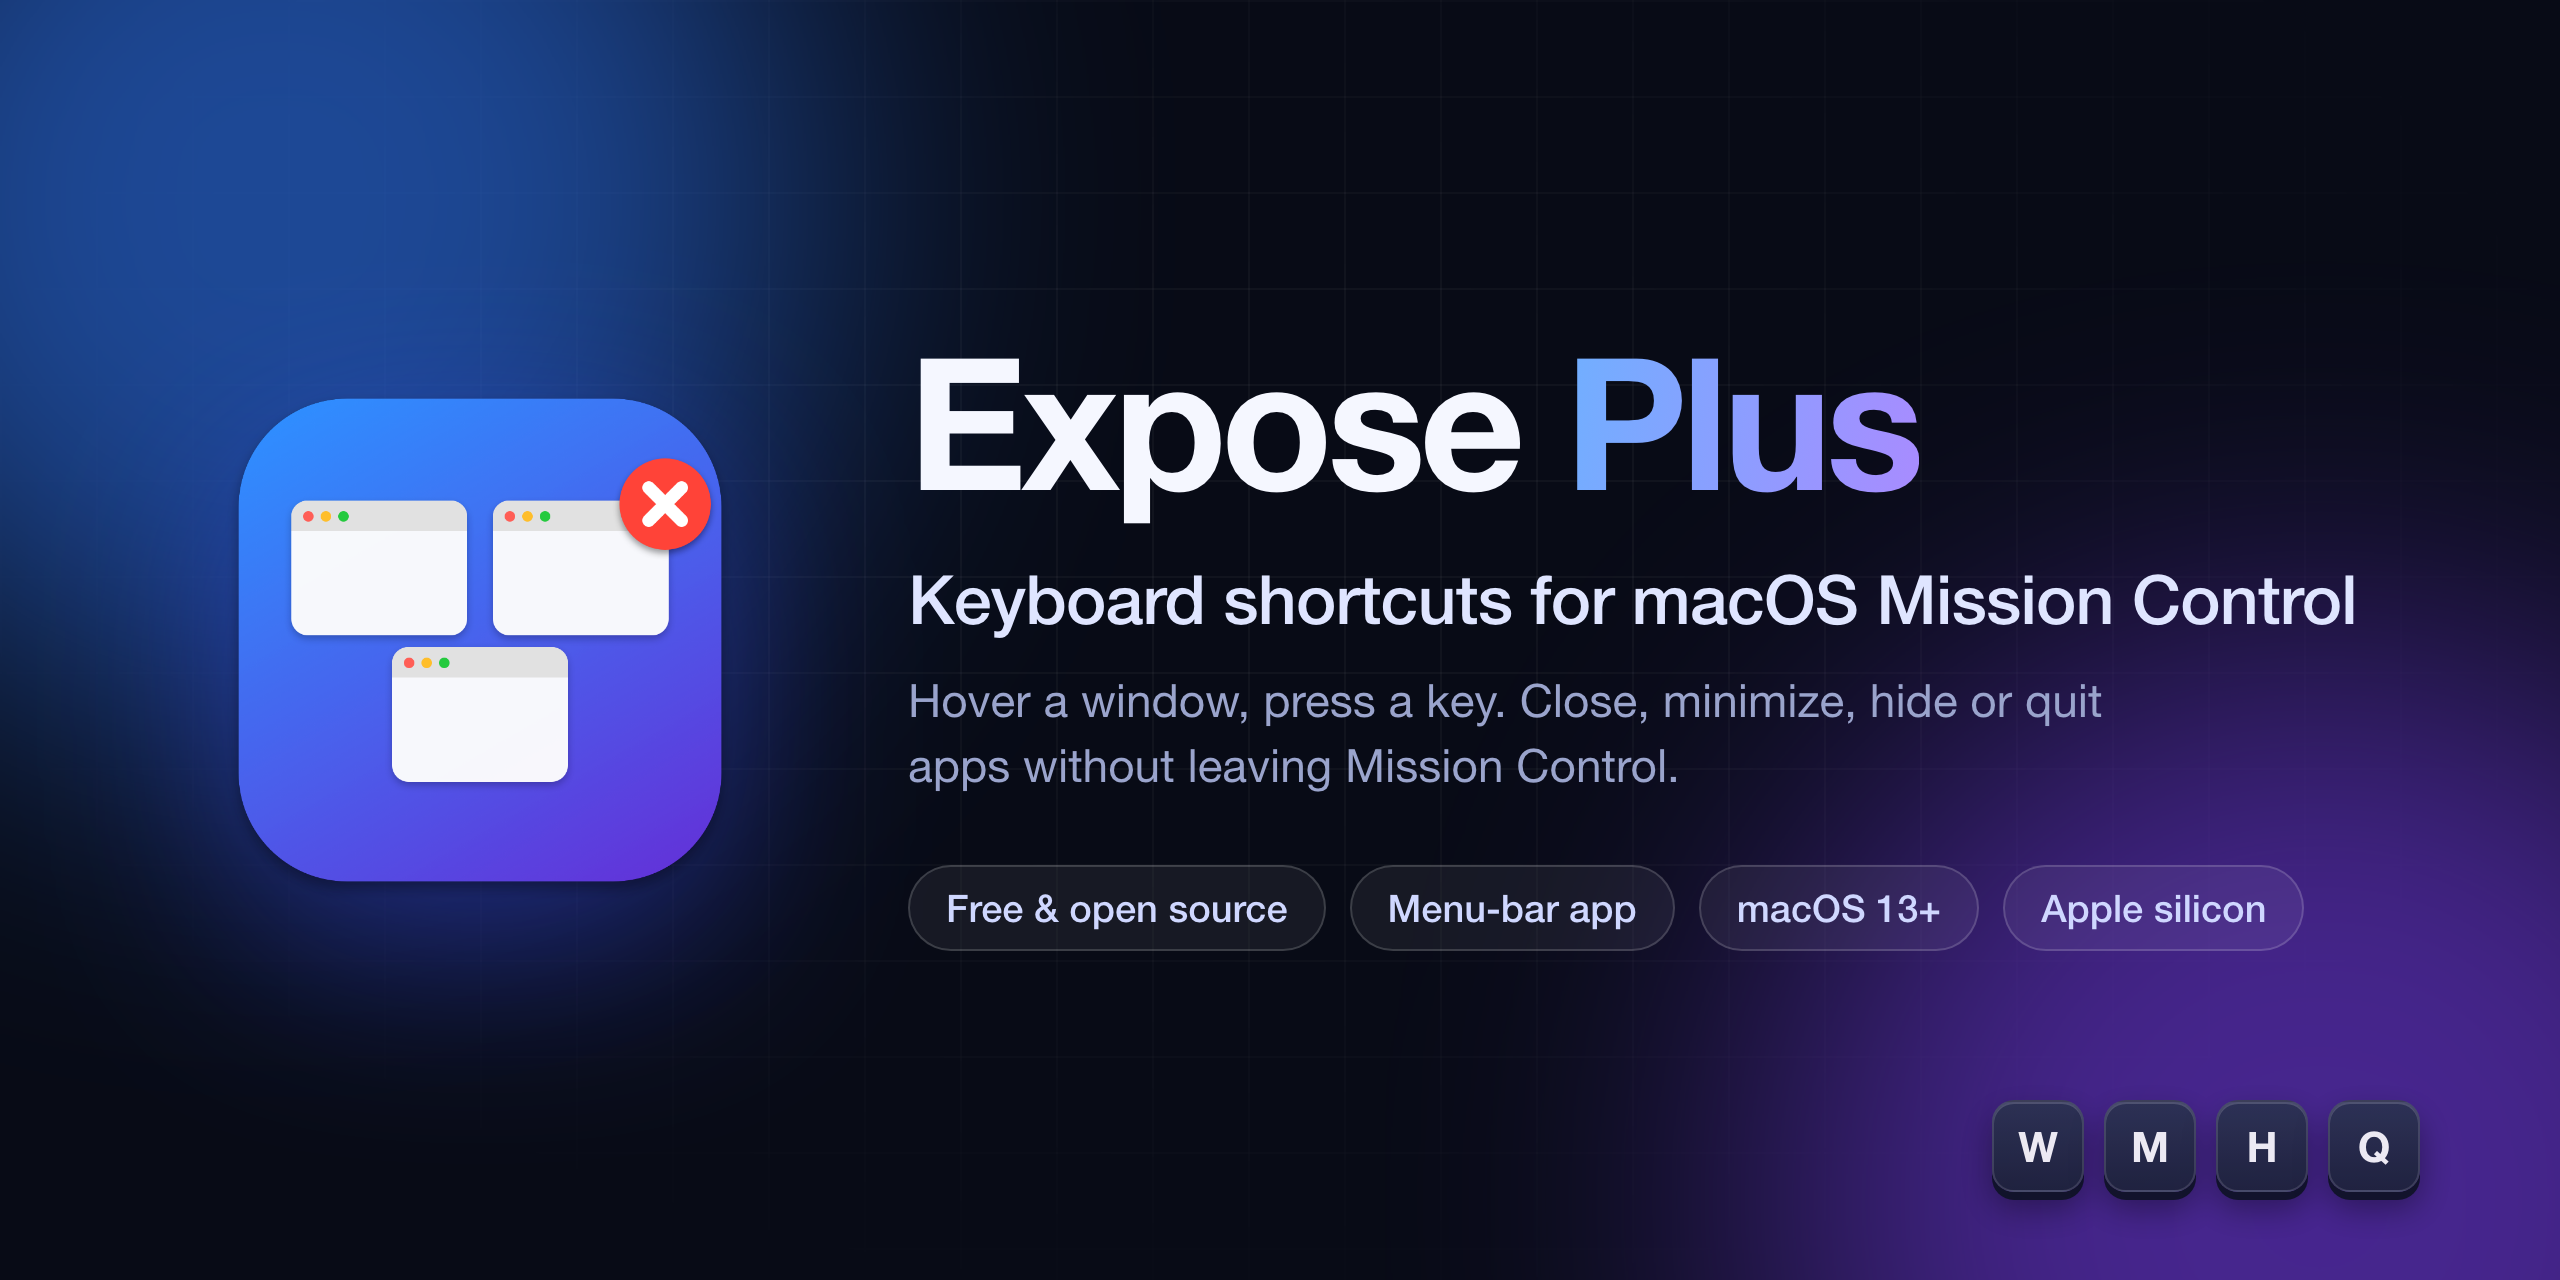 Expose Plus
Keyboard shortcuts for macOS Mission Control
Hover a window, press a key. Close, minimize, hide or quit
apps without leaving Mission Control.
Free & open source
Menu-bar app
macOS 13+
Apple silicon
W
M
H
Q